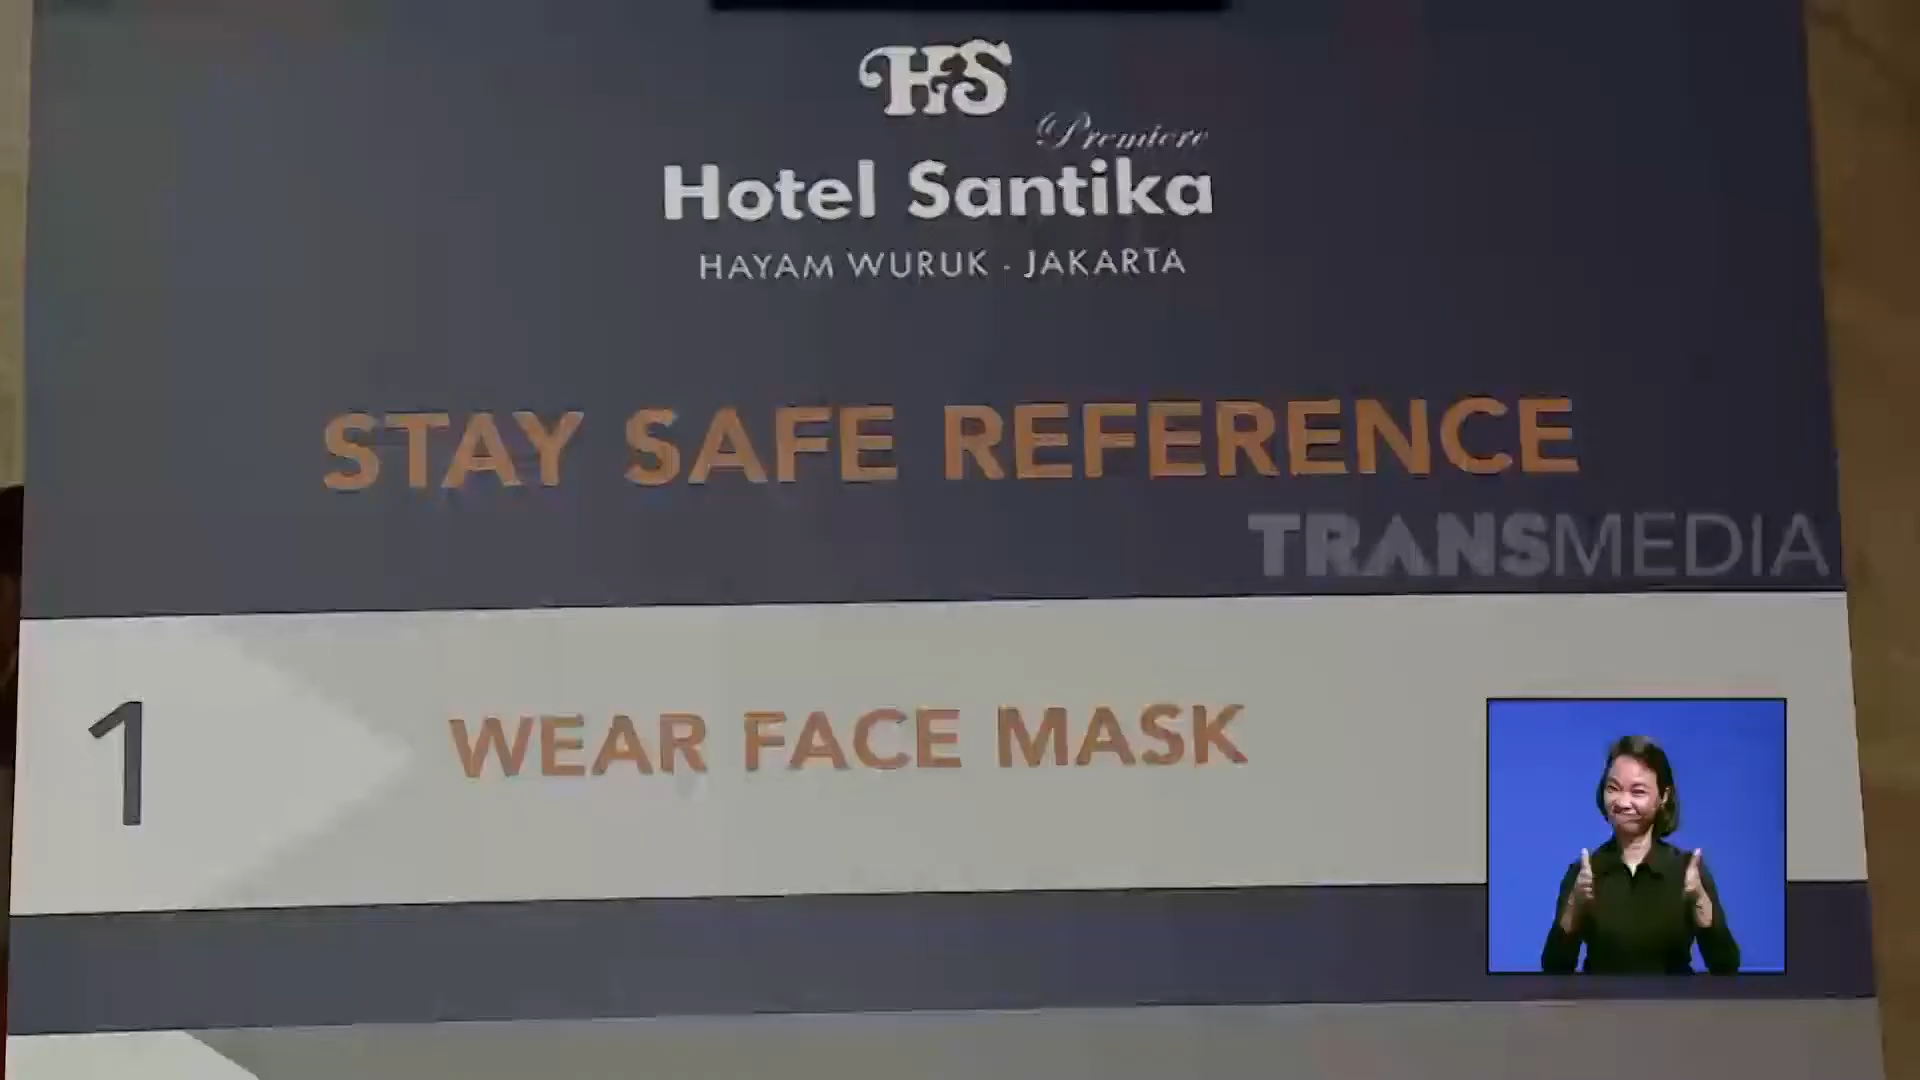 HS
Premiere
Hotel Santika
HAYAM WURUK - JAKARTA
STAY SAFE REFERENCE
TRANSMEDIA
1
WEAR FACE MASK